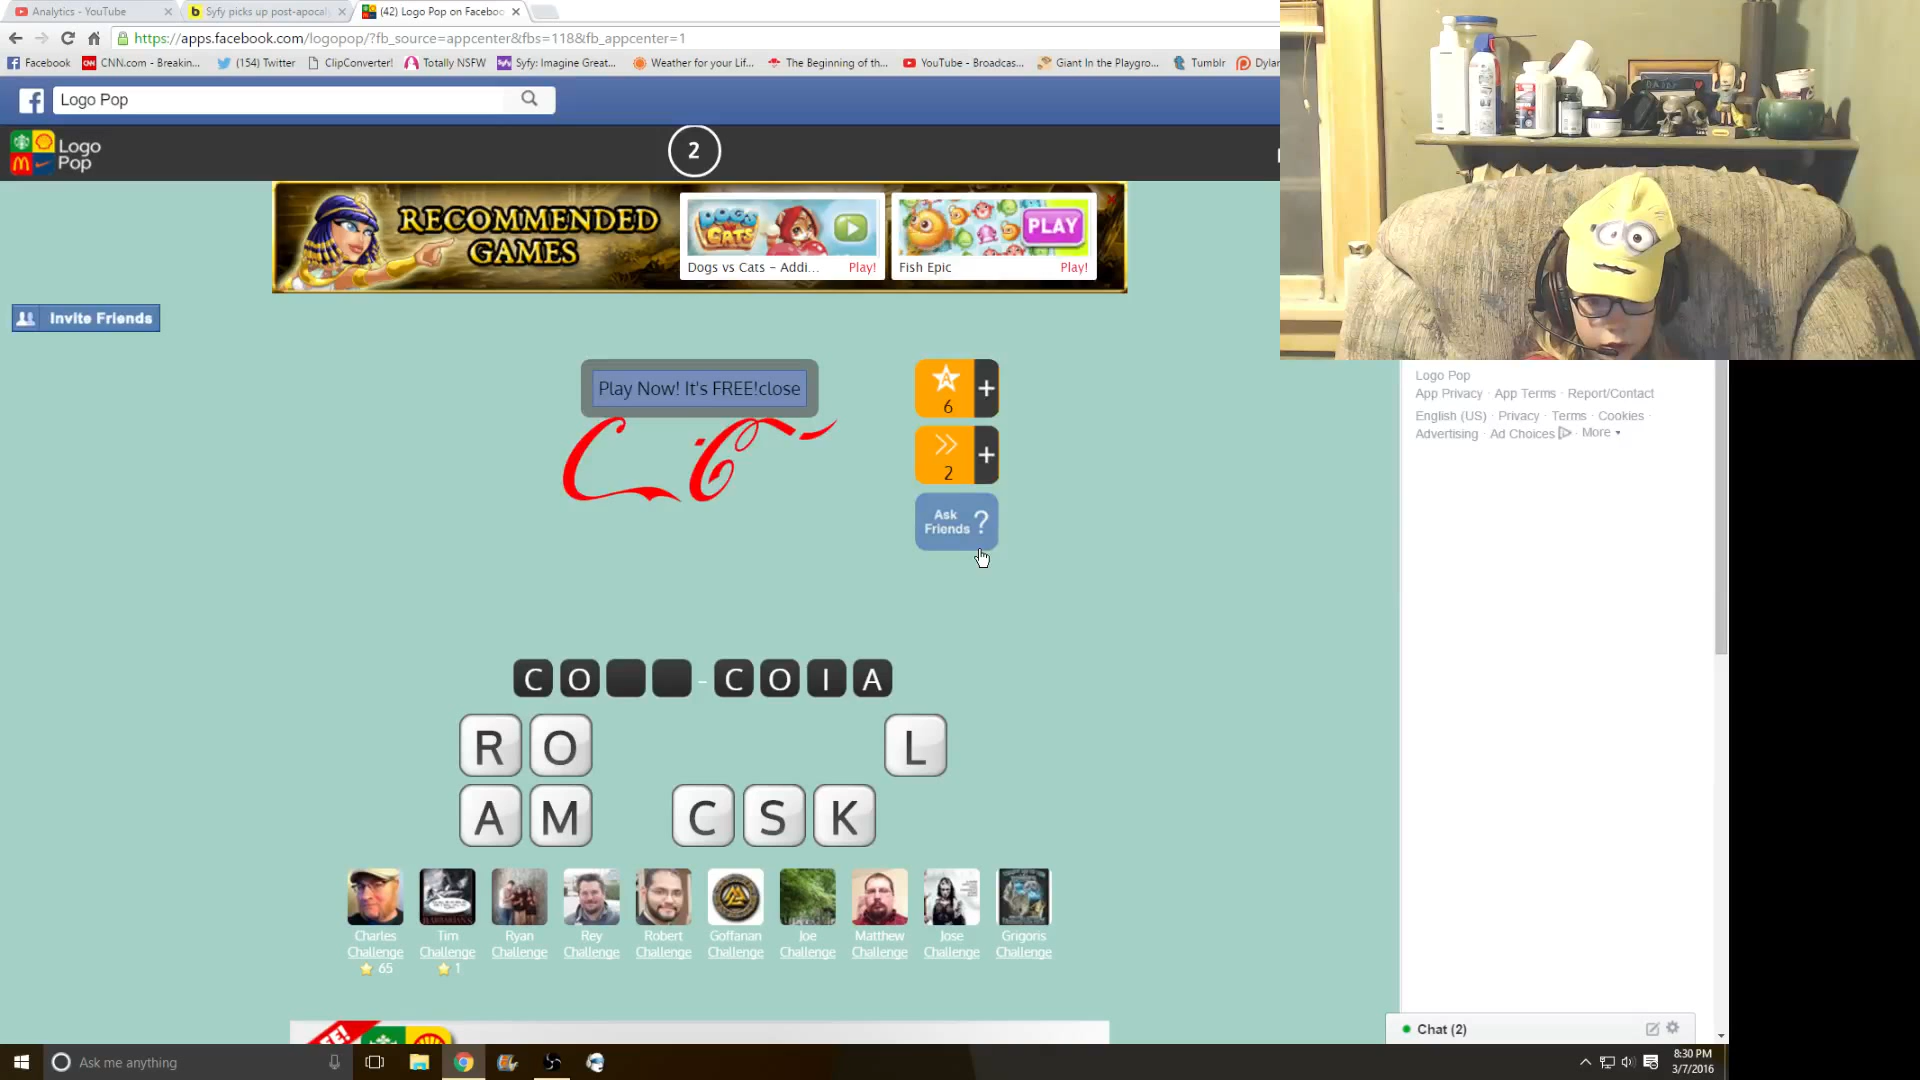 Analytics - YouTube
Syfy picks up post-apocal
(42) Logo Pop on Faceboo
https://apps.facebook.com/logopop/?fb_source=appcenter&fbs=118&fb_appcenter=1
Facebook
CNN.com - Breakin...
(154) Twitter
ClipConverter!
Totally NSFW
Syfy: Imagine Great...
Weather for your Lif...
The Beginning of th...
YouTube - Broadcas...
Giant In the Playgro...
Tumblr
Dylan
Logo Pop
Logo
Pop
2
RECOMMENDED
GAMES
DOGS CATS
Dogs vs Cats - Addi...
Play!
PLAY
Fish Epic
Play!
Invite Friends
Play Now! It's FREE!close
A
6
+
2
+
Ask
Friends ?
C O - C O I A
R O L
A M C S K
Charles
Challenge
65
Tim
Challenge
1
Ryan
Challenge
Rey
Challenge
Robert
Challenge
Goffanan
Challenge
Joe
Challenge
Matthew
Challenge
Jose
Challenge
Grigoris
Challenge
Logo Pop
App Privacy · App Terms · Report/Contact
English (US) · Privacy · Terms · Cookies ·
Advertising · Ad Choices · More
Chat (2)
Ask me anything
8:30 PM
3/7/2016